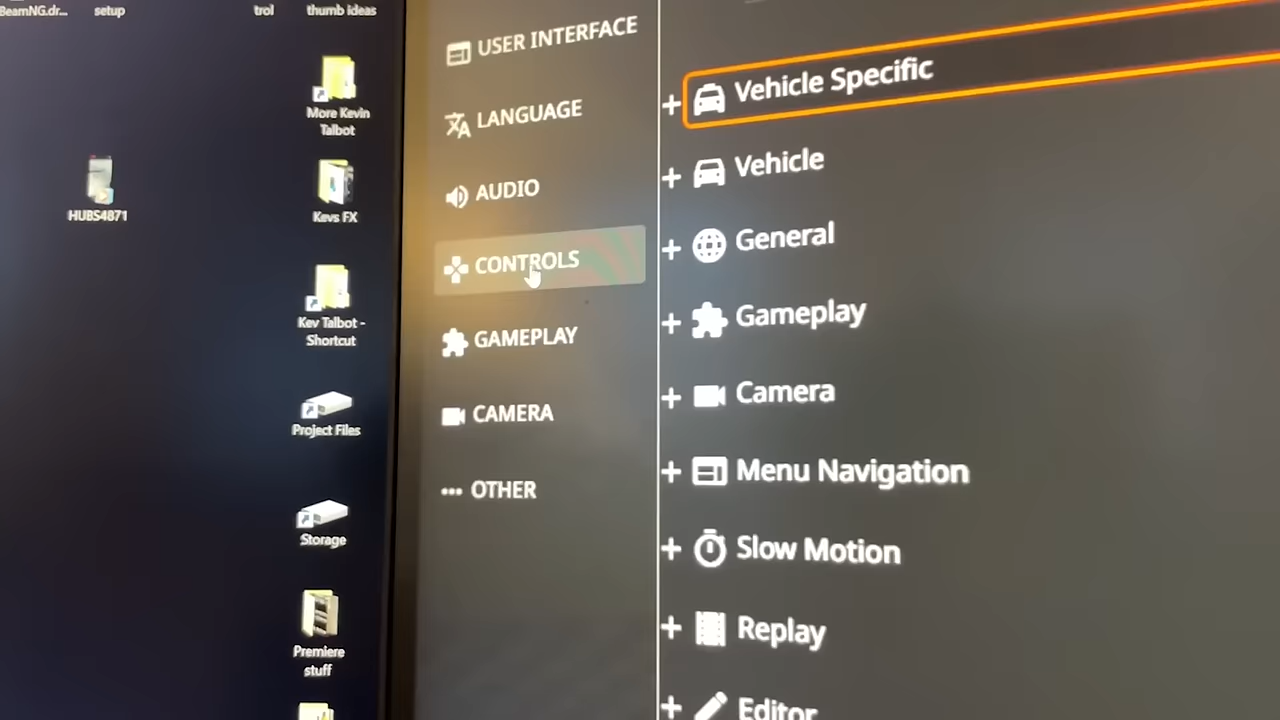 BeamNG.dr...
setup
trol
thumb ideas
More Kevin
Talbot
HUBS4871
Kevs FX
Kev Talbot -
Shortcut
Project Files
Storage
Premiere
stuff
USER INTERFACE
LANGUAGE
AUDIO
CONTROLS
GAMEPLAY
CAMERA
OTHER
+ Vehicle Specific
+ Vehicle
+ General
+ Gameplay
+ Camera
+ Menu Navigation
+ Slow Motion
+ Replay
+ Editor